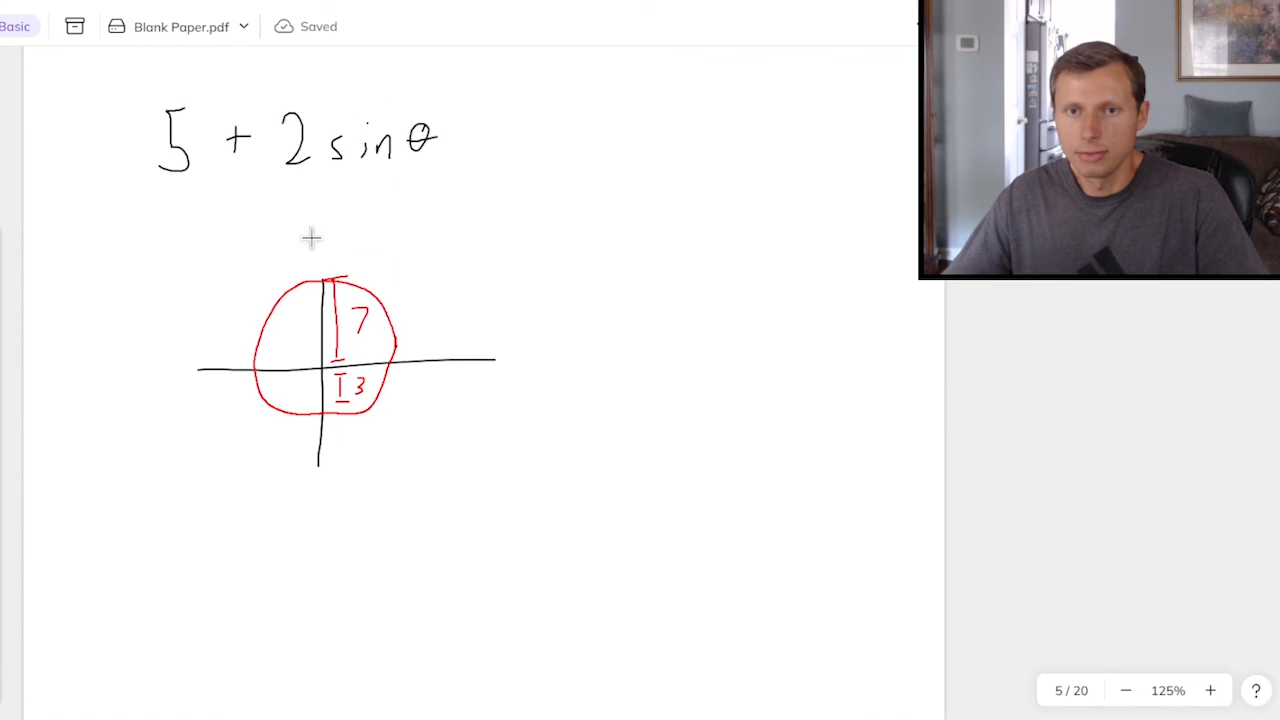 Basic Blank Paper.pdf Saved
5 + 2 sin θ
7
3
5 / 20 − 125% + ?